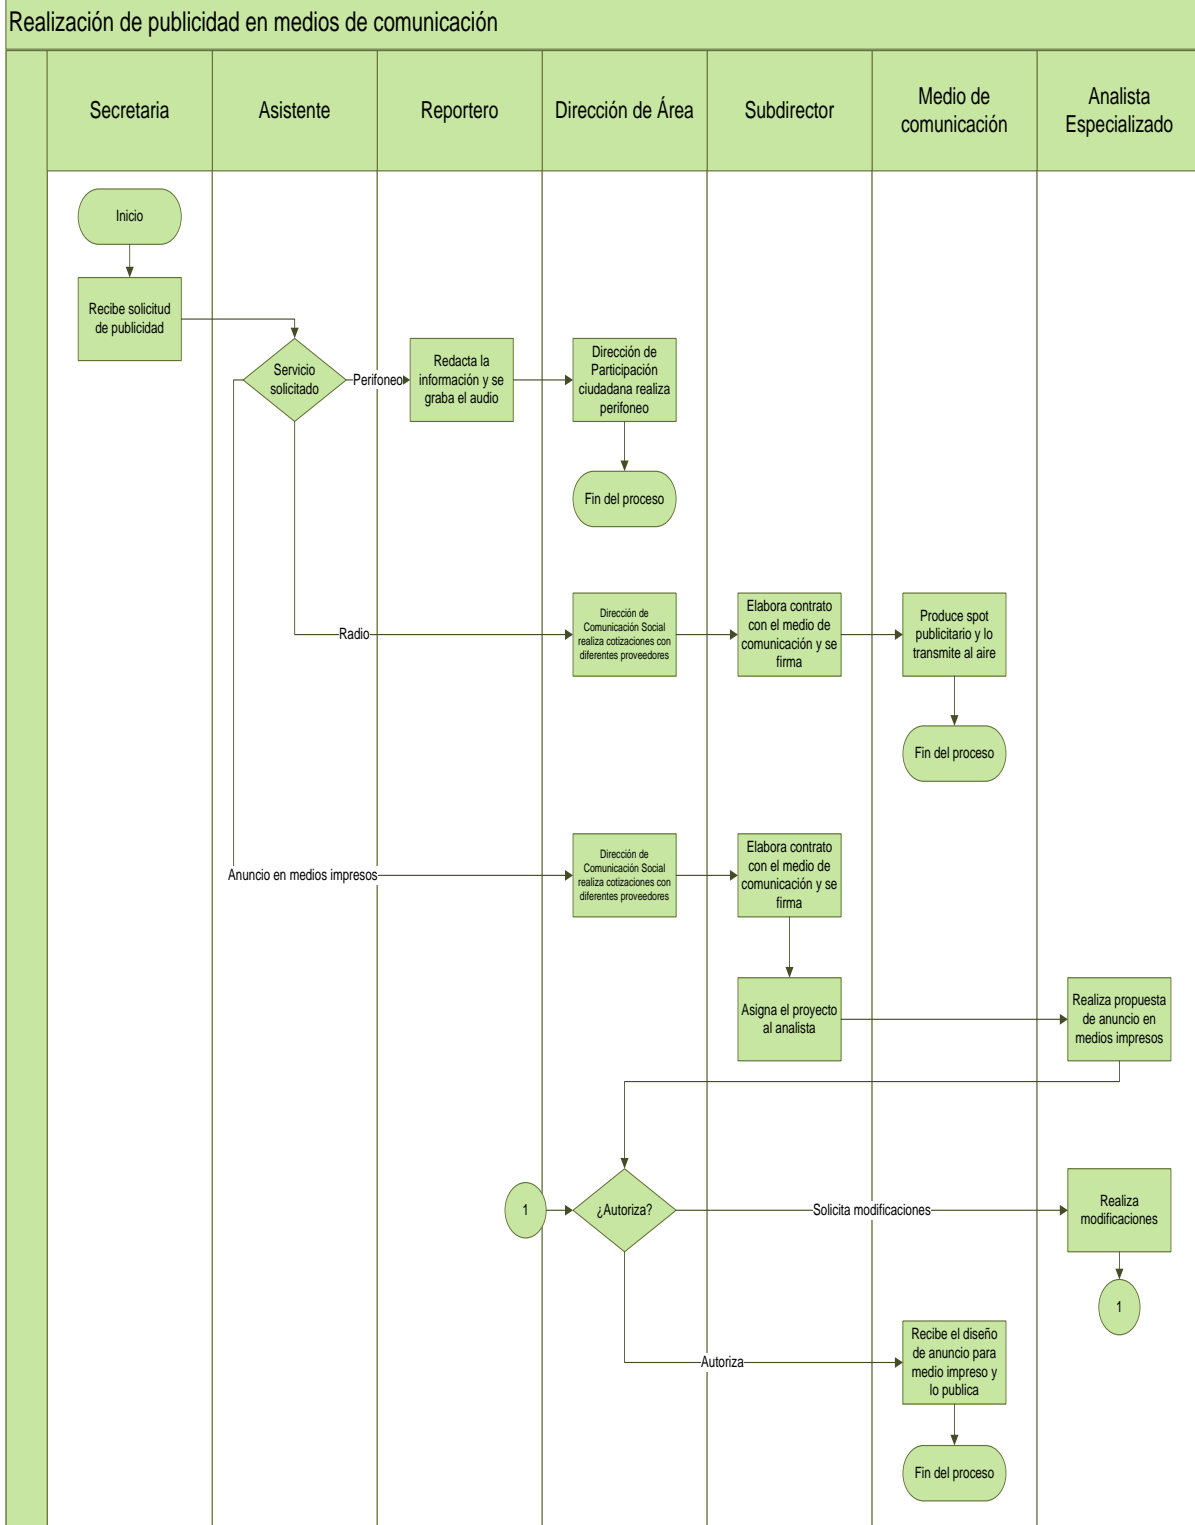 Realización de publicidad en medios de comunicación
Secretaria
Asistente
Reportero
Dirección de Área
Subdirector
Medio de
comunicación
Analista
Especializado
Inicio
Recibe solicitud
de publicidad
Servicio
solicitado
Perifoneo
Redacta la
información y se
graba el audio
Dirección de
Participación
ciudadana realiza
perifoneo
Fin del proceso
Radio
Dirección de
Comunicación Social
realiza cotizaciones con
diferentes proveedores
Elabora contrato
con el medio de
comunicación y se
firma
Produce spot
publicitario y lo
transmite al aire
Fin del proceso
Anuncio en medios impresos
Dirección de
Comunicación Social
realiza cotizaciones con
diferentes proveedores
Elabora contrato
con el medio de
comunicación y se
firma
Asigna el proyecto
al analista
Realiza propuesta
de anuncio en
medios impresos
1
¿Autoriza?
Solicita modificaciones
Realiza
modificaciones
1
Autoriza
Recibe el diseño
de anuncio para
medio impreso y
lo publica
Fin del proceso